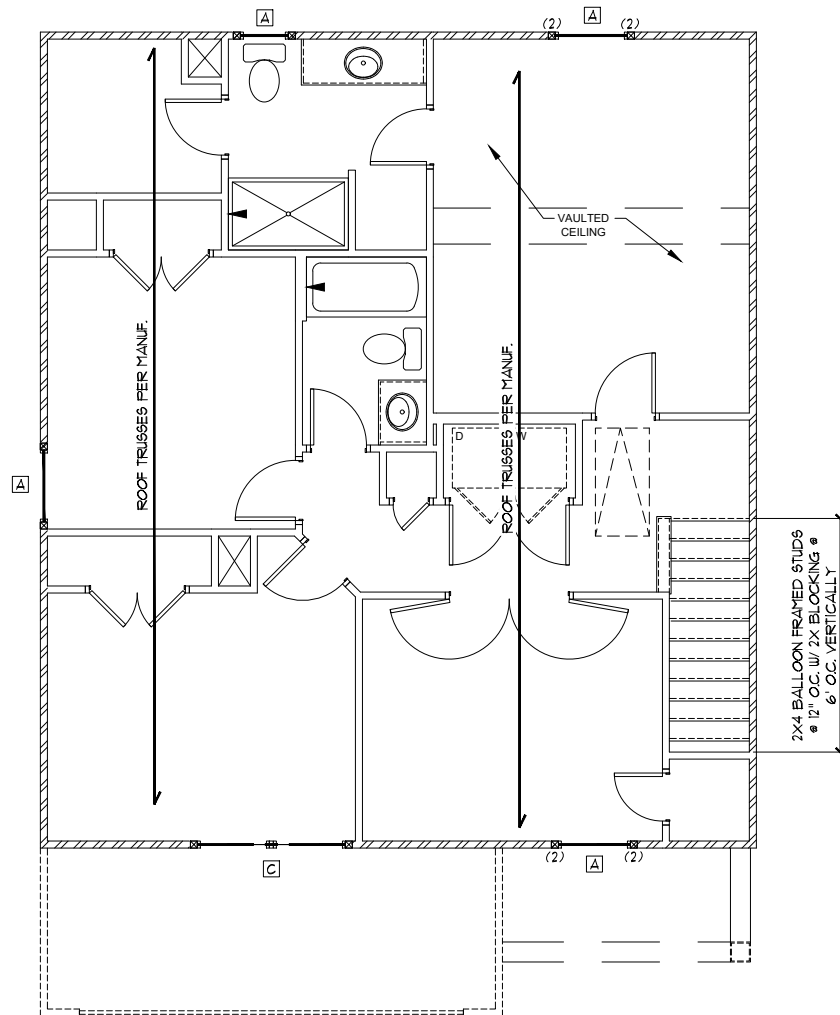 A
(2)
A
(2)
VAULTED
CEILING
ROOF TRUSSES PER MANUF.
ROOF TRUSSES PER MANUF.
D
W
A
2X4 BALLOON FRAMED STUDS
@ 12" O.C. W/ 2X BLOCKING @
6' O.C. VERTICALLY
C
(2)
A
(2)